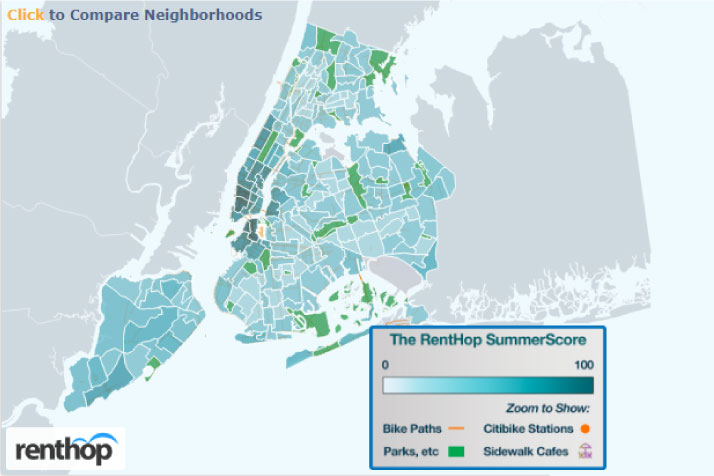 Click to Compare Neighborhoods
The RentHop SummerScore
0 100
Zoom to Show:
Bike Paths Citibike Stations
Parks, etc Sidewalk Cafes
renthop